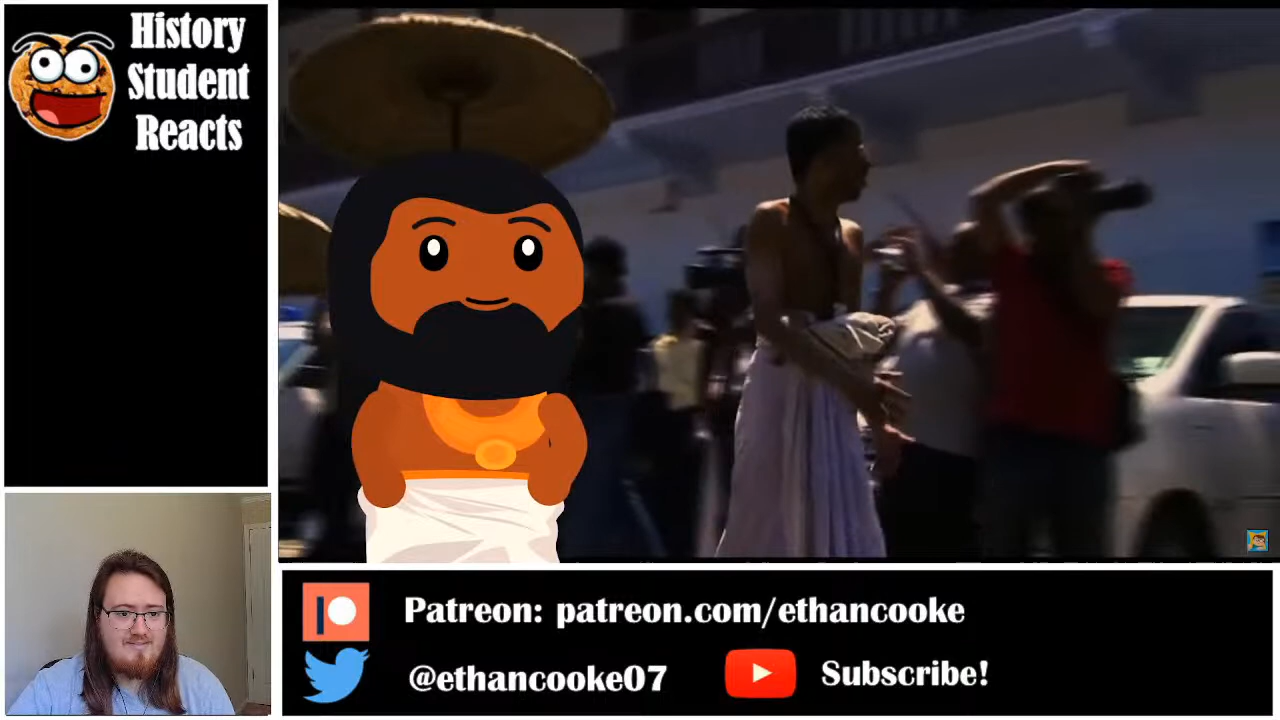 History
Student
Reacts
Patreon: patreon.com/ethancooke
@ethancooke07
Subscribe!